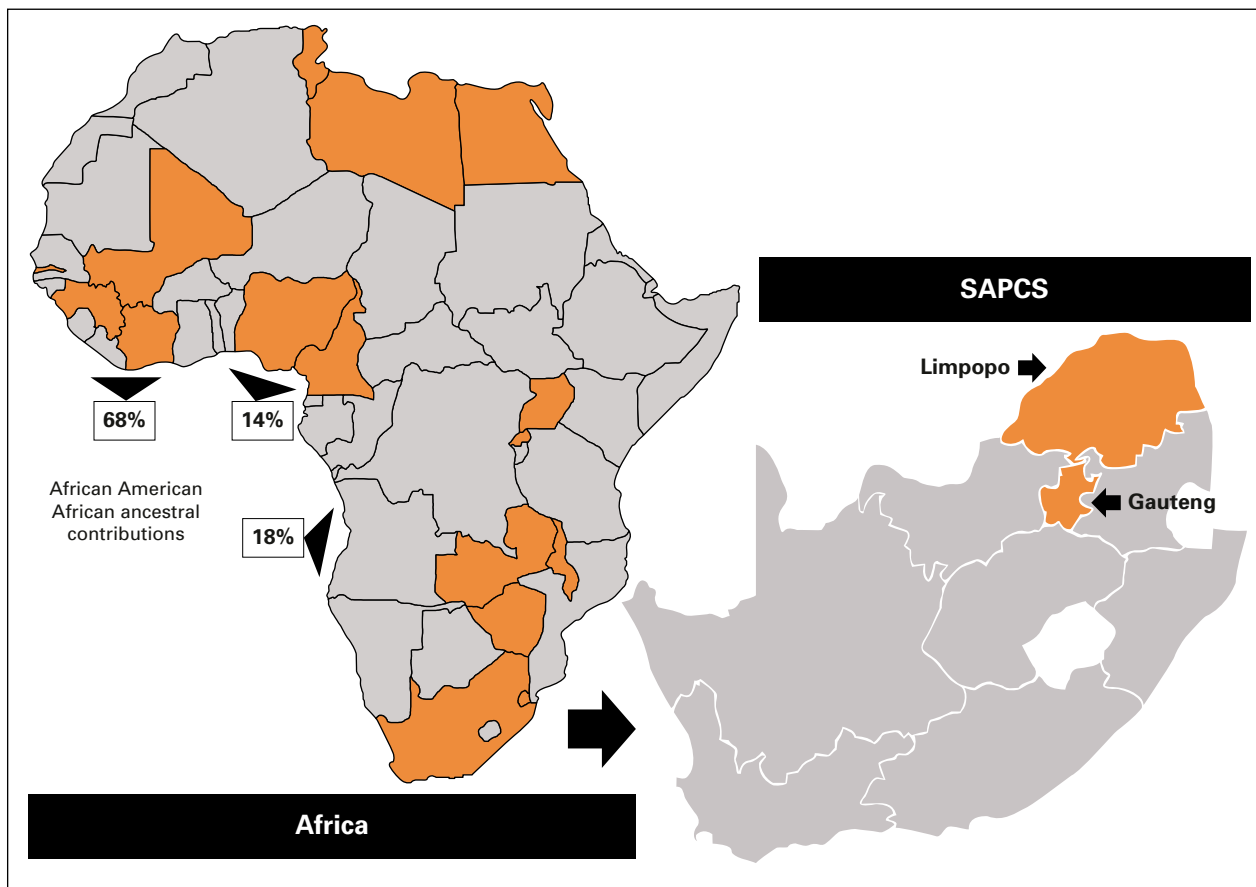 68%
14%
African American
African ancestral
contributions
18%
Africa
SAPCS
Limpopo
Gauteng